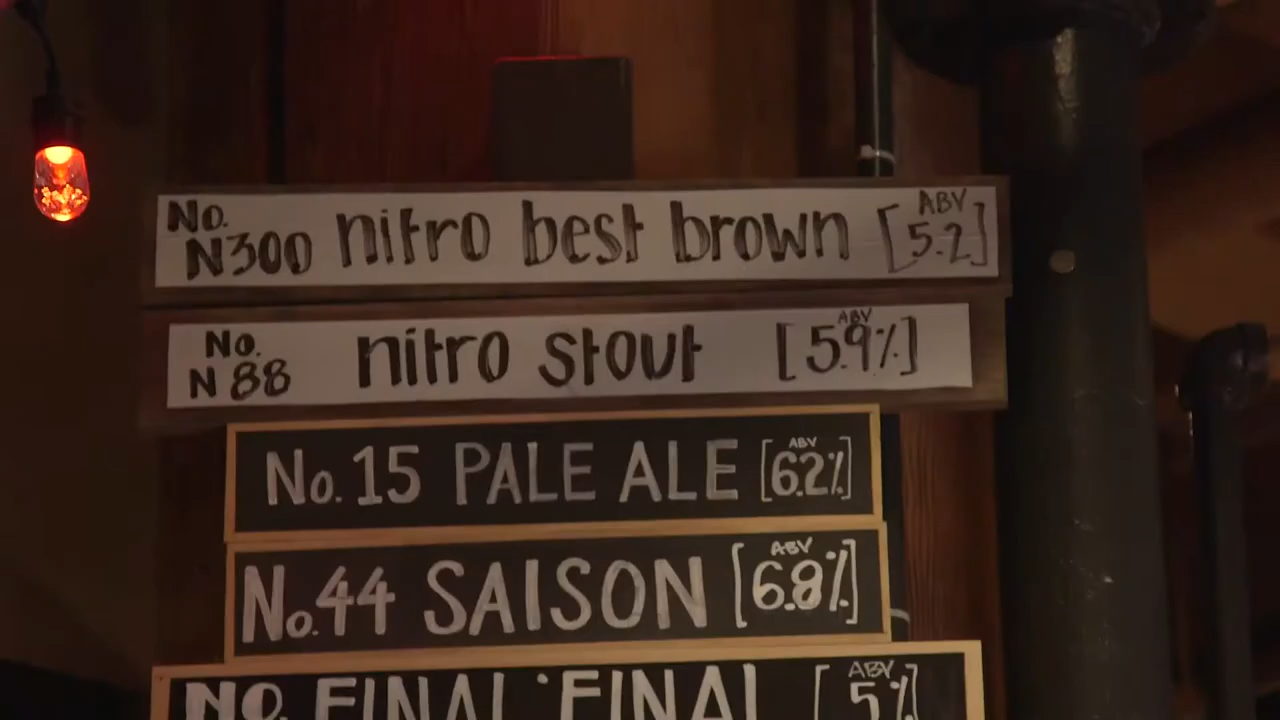 No. N300 nitro best brown [ABV 5.2]
No. N88 nitro stout [ABV 5.9%]
No. 15 PALE ALE [ABV 6.2%]
No. 44 SAISON [ABV 6.8%]
NO. FINAL FINAL [ABV 5%]